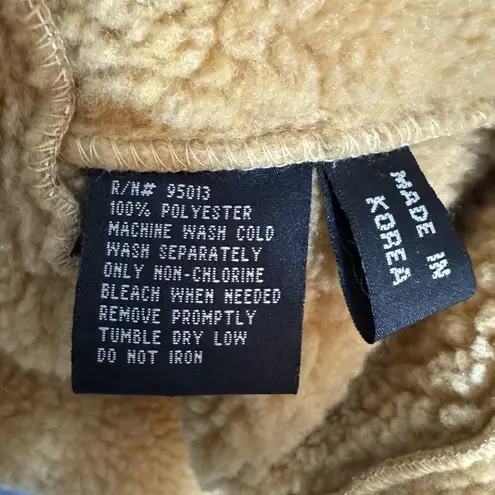 R/N# 95013
100% POLYESTER
MACHINE WASH COLD
WASH SEPARATELY
ONLY NON-CHLORINE
BLEACH WHEN NEEDED
REMOVE PROMPTLY
TUMBLE DRY LOW
DO NOT IRON
MADE IN
KOREA